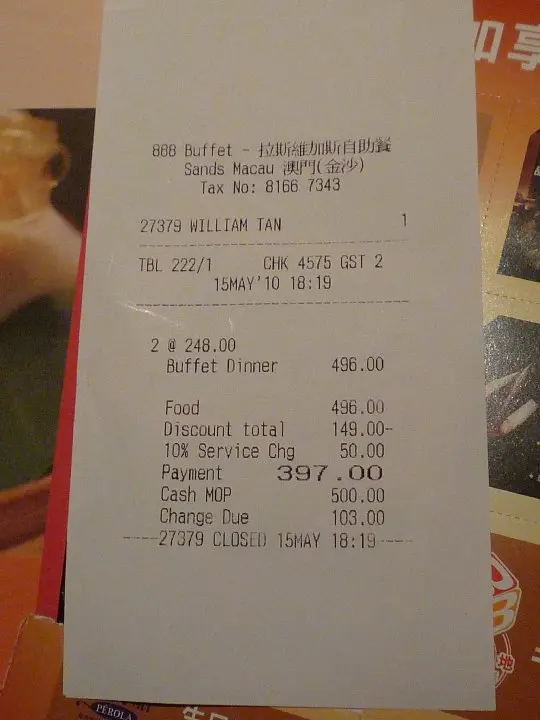 加享
888 Buffet - 拉斯維加斯自助餐
Sands Macau 澳門(金沙)
Tax No: 8166 7343
27379 WILLIAM TAN 1
TBL 222/1 CHK 4575 GST 2
15MAY'10 18:19
2 @ 248.00
Buffet Dinner 496.00
Food 496.00
Discount total 149.00-
10% Service Chg 50.00
Payment 397.00
Cash MOP 500.00
Change Due 103.00
----27379 CLOSED 15MAY 18:19----
PÉROLA